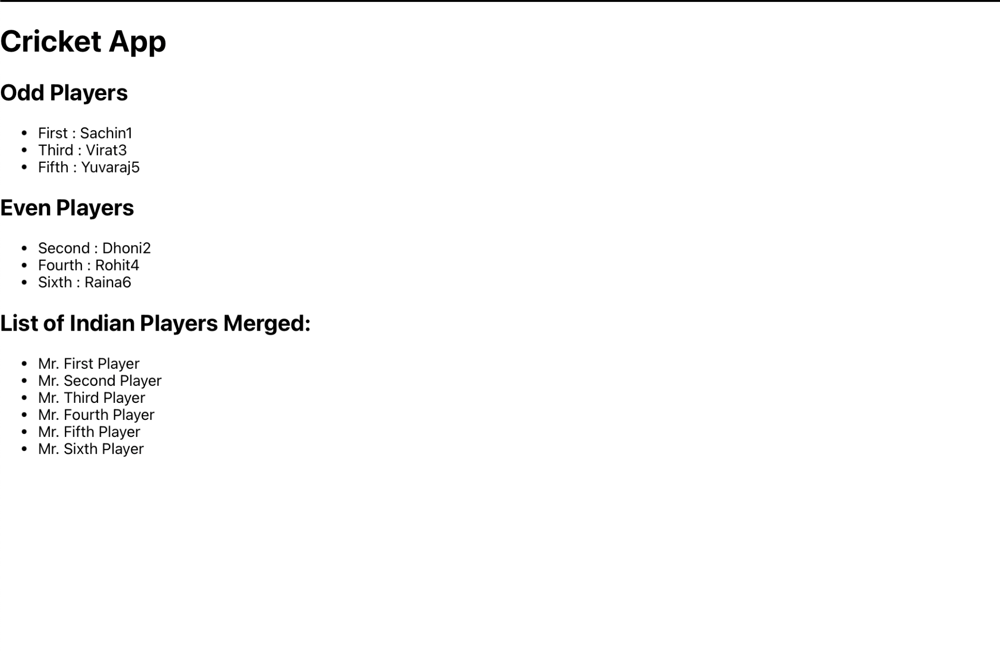 Cricket App
Odd Players
First : Sachin1
Third : Virat3
Fifth : Yuvaraj5
Even Players
Second : Dhoni2
Fourth : Rohit4
Sixth : Raina6
List of Indian Players Merged:
Mr. First Player
Mr. Second Player
Mr. Third Player
Mr. Fourth Player
Mr. Fifth Player
Mr. Sixth Player